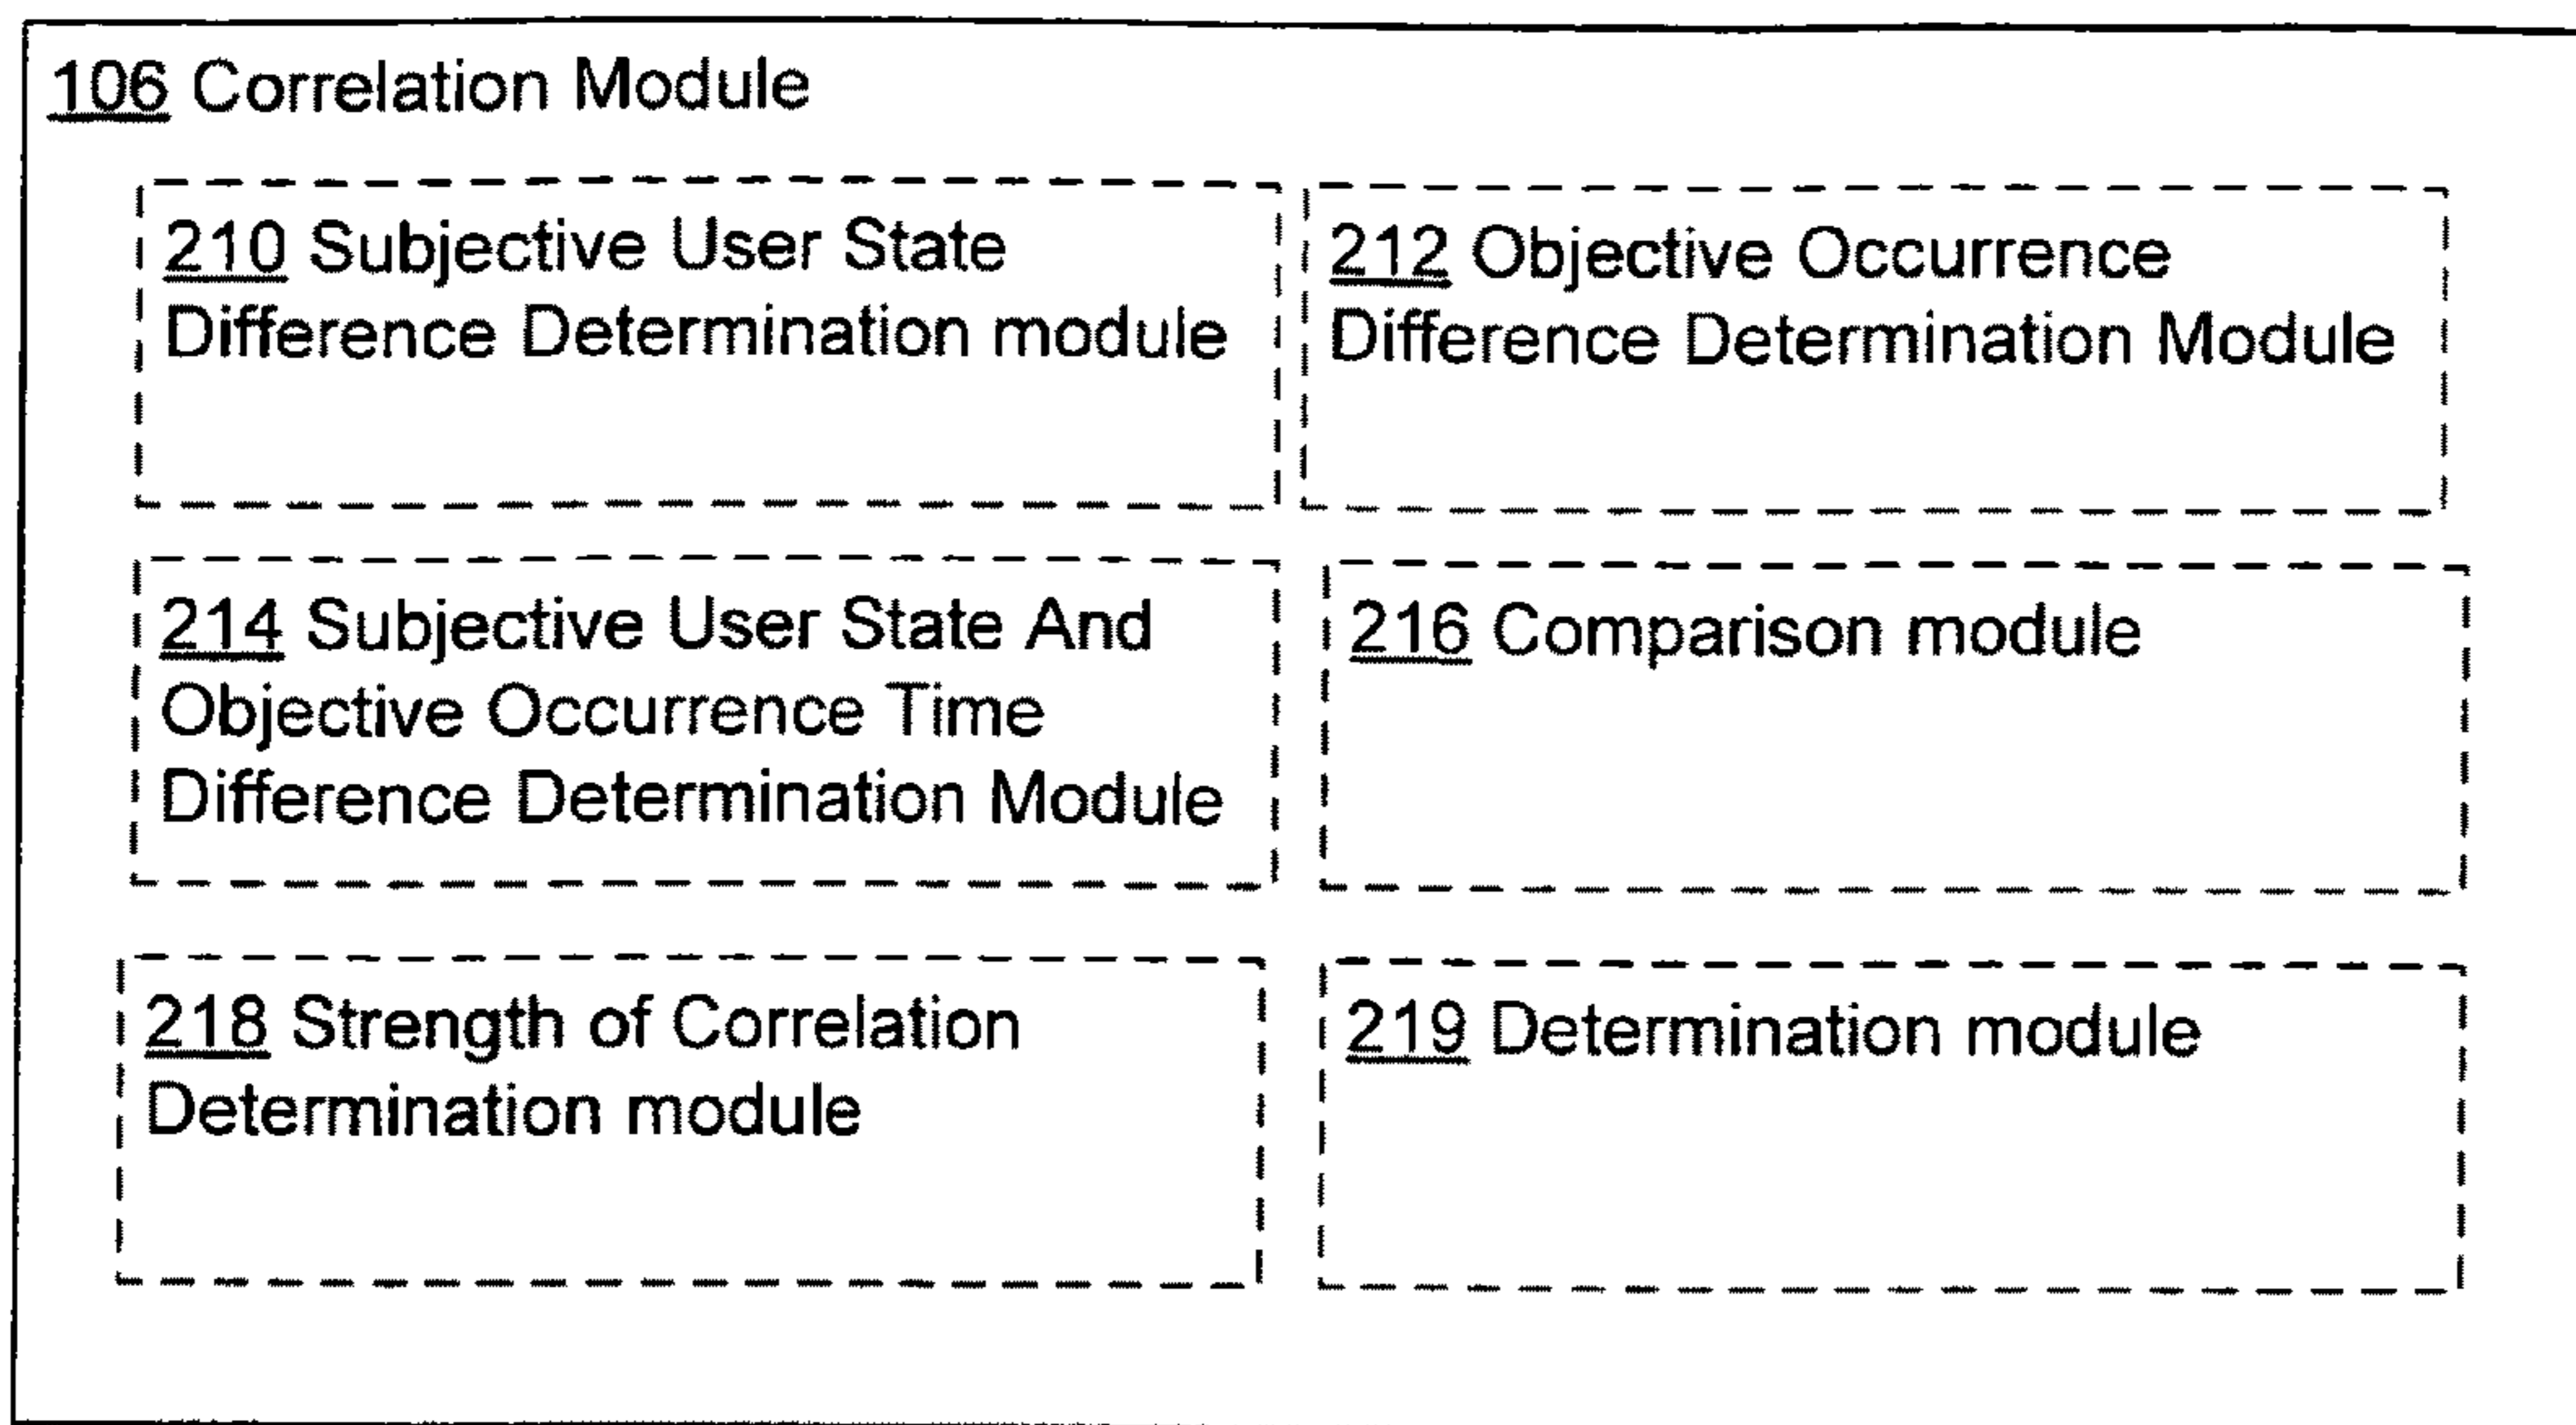 106 Correlation Module
210 Subjective User State
Difference Determination module
212 Objective Occurrence
Difference Determination Module
214 Subjective User State And
Objective Occurrence Time
Difference Determination Module
216 Comparison module
218 Strength of Correlation
Determination module
219 Determination module